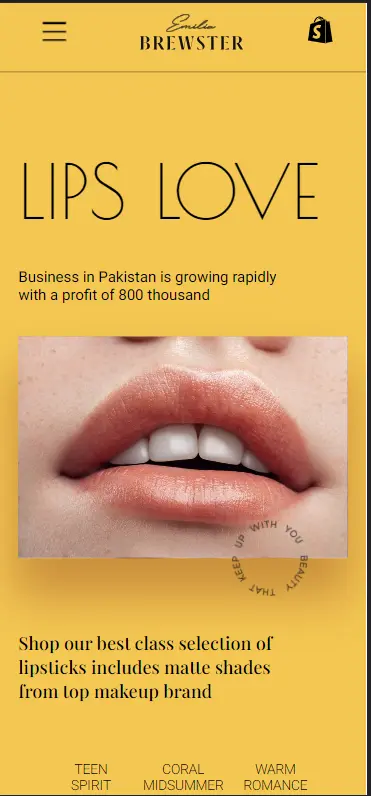 Emilia
BREWSTER
LIPS LOVE
Business in Pakistan is growing rapidly
with a profit of 800 thousand
BEAUTY THAT KEEP UP WITH YOU
Shop our best class selection of
lipsticks includes matte shades
from top makeup brand
TEEN
SPIRIT
CORAL
MIDSUMMER
WARM
ROMANCE